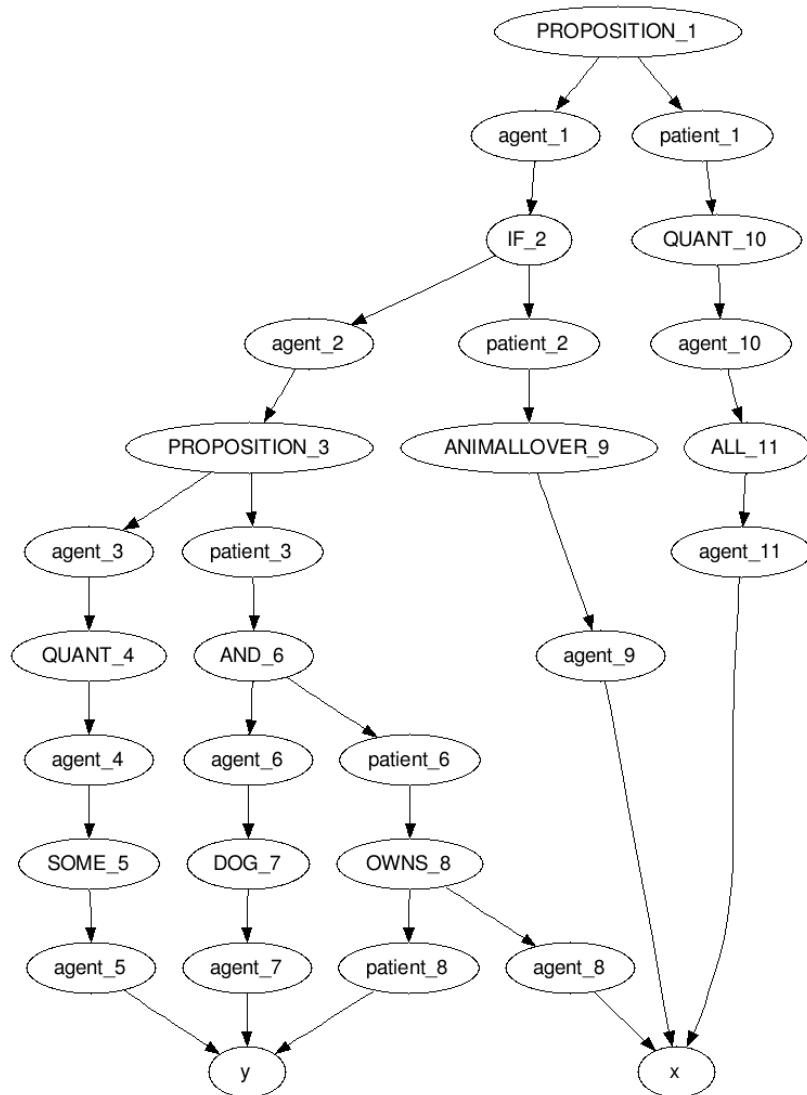 PROPOSITION_1
agent_1
patient_1
IF_2
QUANT_10
agent_2
patient_2
agent_10
PROPOSITION_3
ANIMALLOVER_9
ALL_11
agent_3
patient_3
agent_11
QUANT_4
AND_6
agent_9
agent_4
agent_6
patient_6
SOME_5
DOG_7
OWNS_8
agent_5
agent_7
patient_8
agent_8
y
x